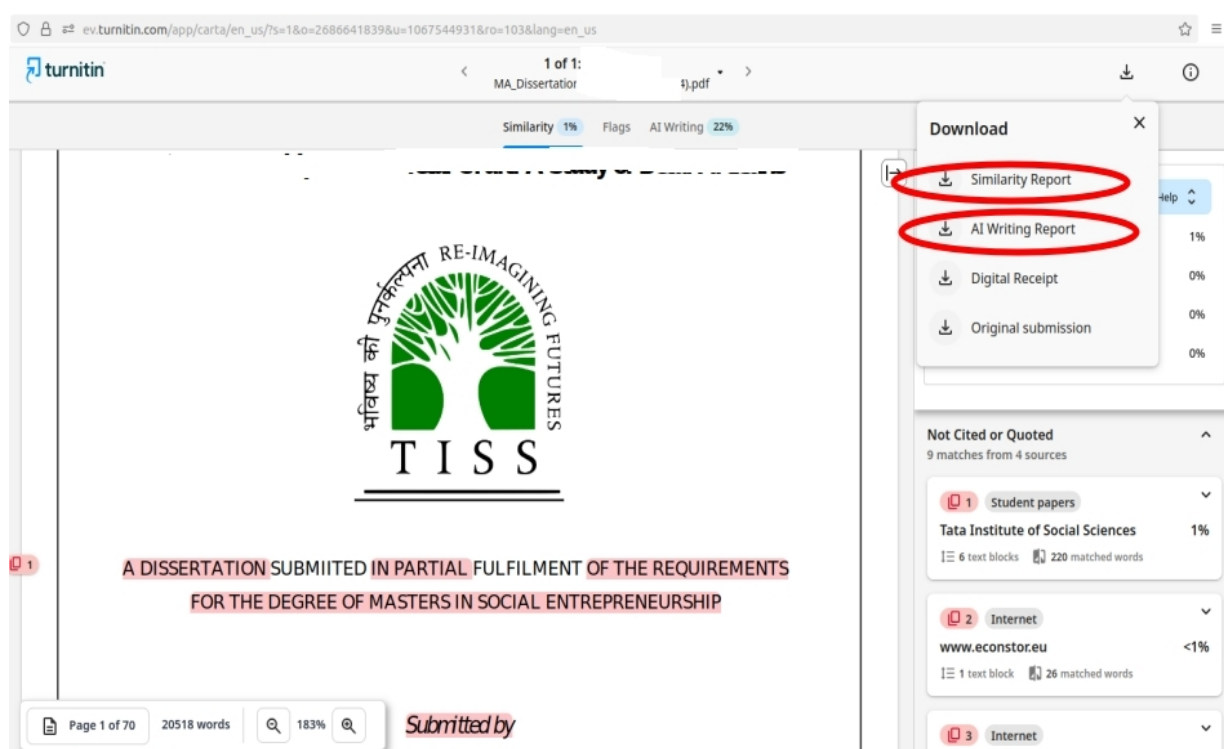 ev.turnitin.com/app/carta/en_us/?s=1&o=2686641839&u=1067544931&ro=103&lang=en_us
turnitin
1 of 1:
MA_Dissertation 4).pdf
Similarity 1% Flags AI Writing 22%
Download
Similarity Report
AI Writing Report
Digital Receipt
Original submission
Help
1%
0%
0%
0%
भविष्य की पुनर्कल्पना RE-IMAGINING FUTURES
TISS
1
A DISSERTATION SUBMIITED IN PARTIAL FULFILMENT OF THE REQUIREMENTS
FOR THE DEGREE OF MASTERS IN SOCIAL ENTREPRENEURSHIP
Submitted by
Page 1 of 70 20518 words 183%
Not Cited or Quoted
9 matches from 4 sources
1 Student papers
Tata Institute of Social Sciences 1%
6 text blocks 220 matched words
2 Internet
www.econstor.eu <1%
1 text block 26 matched words
3 Internet